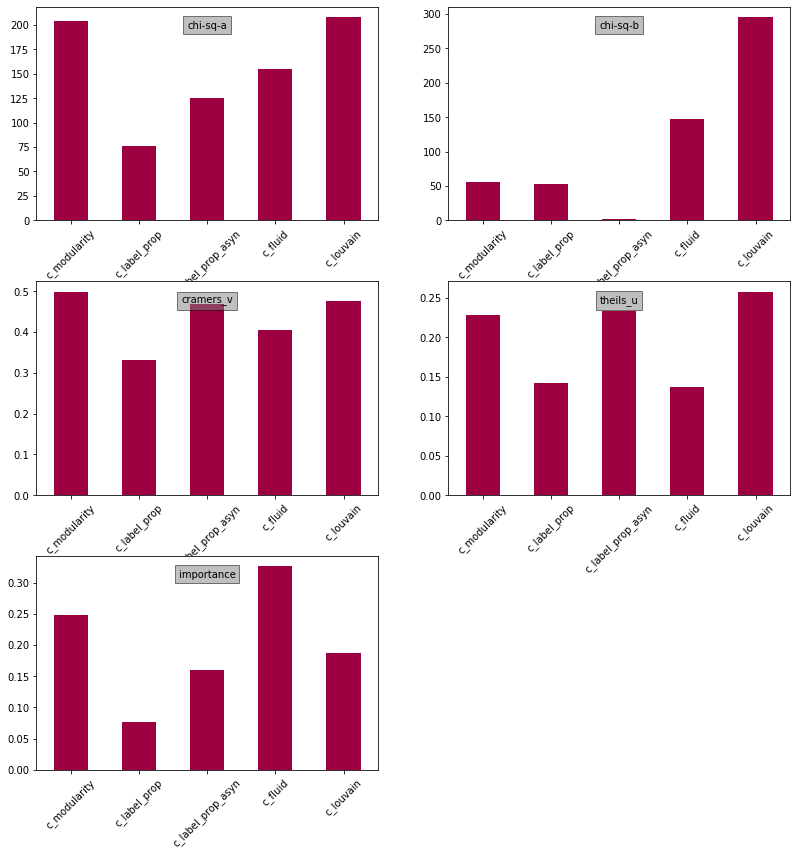 chi-sq-a
200
175
150
125
100
75
50
25
0
c_modularity
c_label_prop
bel_prop_asyn
c_fluid
c_louvain
chi-sq-b
300
250
200
150
100
50
0
c_modularity
c_label_prop
bel_prop_asyn
c_fluid
c_louvain
cramers_v
0.5
0.4
0.3
0.2
0.1
0.0
c_modularity
c_label_prop
bel_prop_asyn
c_fluid
c_louvain
theils_u
0.25
0.20
0.15
0.10
0.05
0.00
c_modularity
c_label_prop
c_label_prop_asyn
c_fluid
c_louvain
importance
0.30
0.25
0.20
0.15
0.10
0.05
0.00
c_modularity
c_label_prop
c_label_prop_asyn
c_fluid
c_louvain